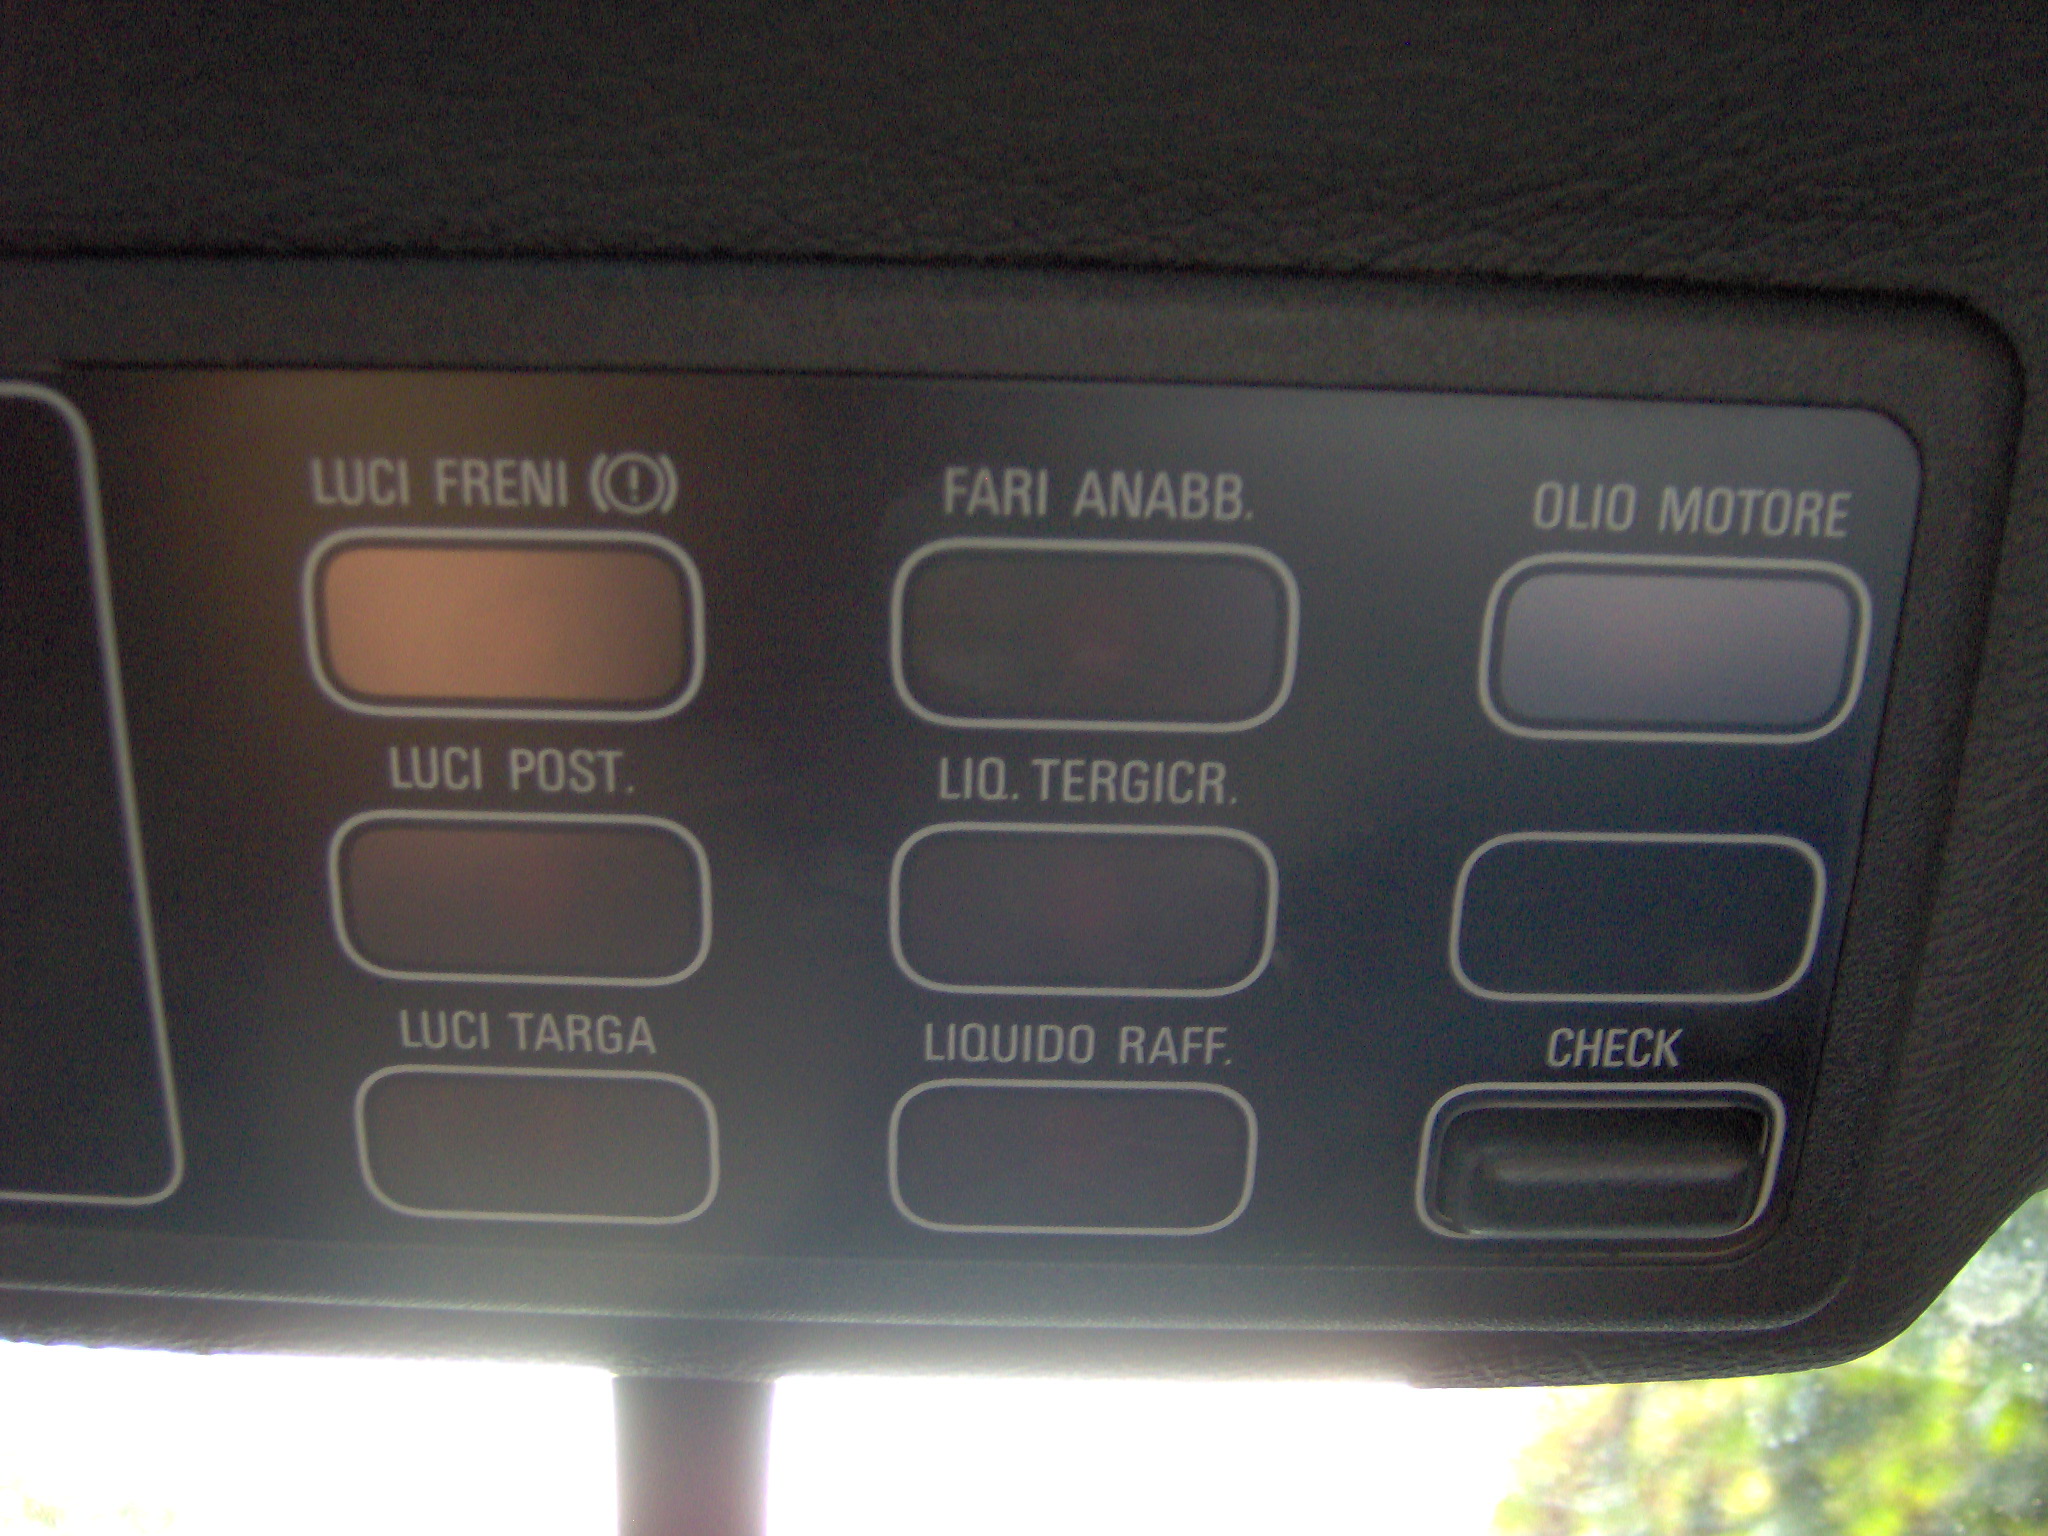 LUCI FRENI (!)
FARI ANABB.
OLIO MOTORE
LUCI POST.
LIQ. TERGICR.
LUCI TARGA
LIQUIDO RAFF.
CHECK